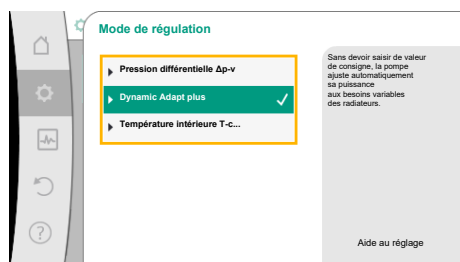 Mode de régulation
Pression différentielle Δp-v
Dynamic Adapt plus
Température intérieure T-c...
Sans devoir saisir de valeur
de consigne, la pompe
ajuste automatiquement
sa puissance
aux besoins variables
des radiateurs.
Aide au réglage
?